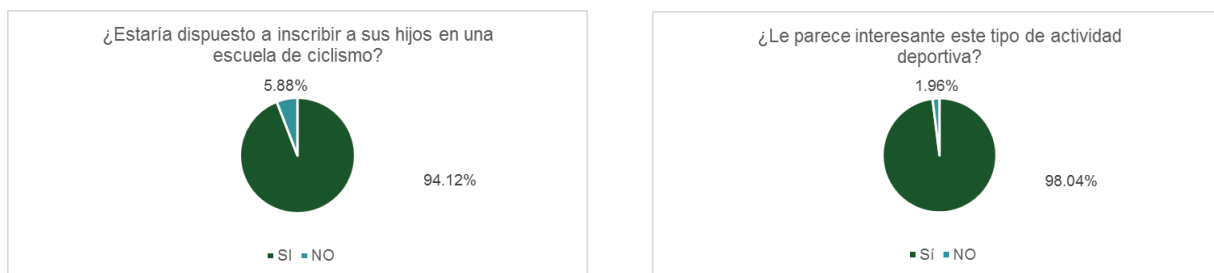 ¿Estaría dispuesto a inscribir a sus hijos en una
escuela de ciclismo?
5.88%
94.12%
SI NO
¿Le parece interesante este tipo de actividad
deportiva?
1.96%
98.04%
Sí NO